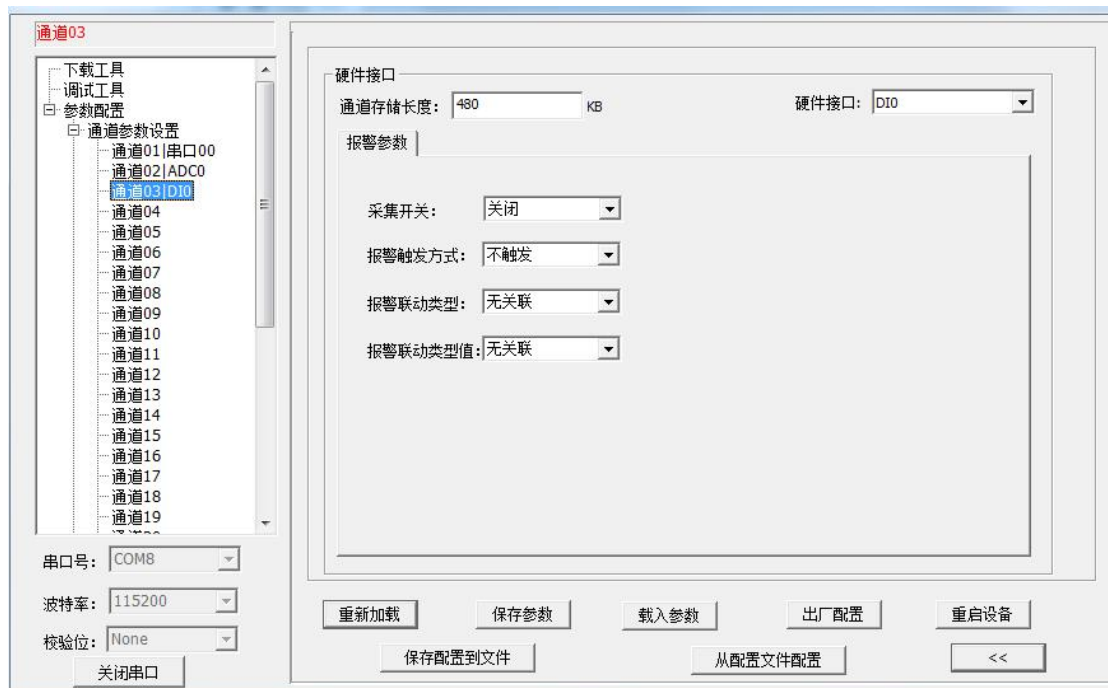 通道03
下载工具
调试工具
参数配置
通道参数设置
通道01|串口00
通道02|ADC0
通道03|DI0
通道04
通道05
通道06
通道07
通道08
通道09
通道10
通道11
通道12
通道13
通道14
通道15
通道16
通道17
通道18
通道19
串口号: COM8
波特率: 115200
校验位: None
关闭串口
硬件接口
通道存储长度: 480 KB 硬件接口: DI0
报警参数
采集开关: 关闭
报警触发方式: 不触发
报警联动类型: 无关联
报警联动类型值: 无关联
重新加载 保存参数 载入参数 出厂配置 重启设备
保存配置到文件 从配置文件配置 <<